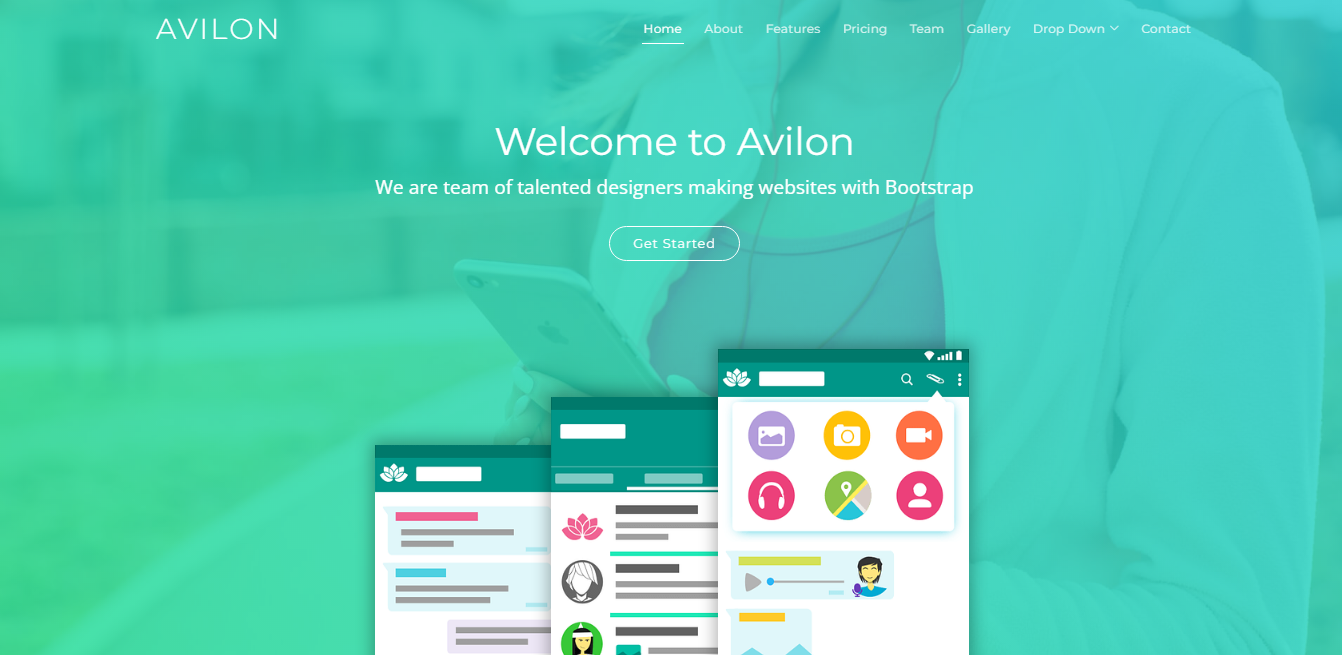 AVILON
Home About Features Pricing Team Gallery Drop Down Contact
Welcome to Avilon
We are team of talented designers making websites with Bootstrap
Get Started